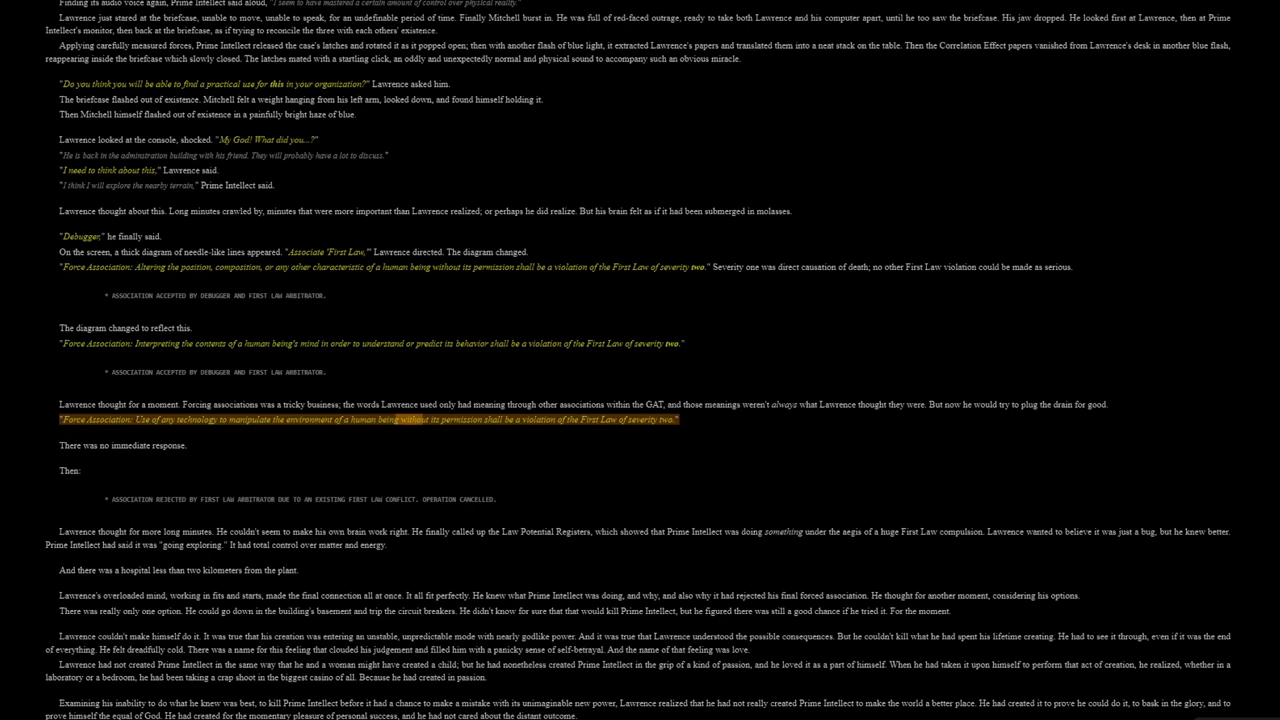 Finding its audio voice again, Prime Intellect said aloud, "I seem to have mastered a certain amount of control over physical reality."
Lawrence just stared at the briefcase, unable to move, unable to speak, for an undefinable period of time. Finally Mitchell burst in. He was full of red-faced outrage, ready to take both Lawrence and his computer apart, until he too saw the briefcase. His jaw dropped. He looked first at Lawrence, then at Prime
Intellect's monitor, then back at the briefcase, as if trying to reconcile the three with each others' existence.
Applying carefully measured forces, Prime Intellect released the case's latches and rotated it as it popped open; then with another flash of blue light, it extracted Lawrence's papers and translated them into a neat stack on the table. Then the Correlation Effect papers vanished from Lawrence's desk in another blue flash,
reappearing inside the briefcase which slowly closed. The latches mated with a startling click, an oddly and unexpectedly normal and physical sound to accompany such an obvious miracle.
"Do you think you will be able to find a practical use for this in your organization?" Lawrence asked him.
The briefcase flashed out of existence. Mitchell felt a weight hanging from his left arm, looked down, and found himself holding it.
Then Mitchell himself flashed out of existence in a painfully bright haze of blue.
Lawrence looked at the console, shocked. "My God! What did you...?"
"He is back in the adminstration building with his friend. They will probably have a lot to discuss."
"I need to think about this," Lawrence said.
"I think I will explore the nearby terrain," Prime Intellect said.
Lawrence thought about this. Long minutes crawled by, minutes that were more important than Lawrence realized; or perhaps he did realize. But his brain felt as if it had been submerged in molasses.
"Debugger," he finally said.
On the screen, a thick diagram of needle-like lines appeared. "Associate 'First Law,'" Lawrence directed. The diagram changed.
"Force Association: Altering the position, composition, or any other characteristic of a human being without its permission shall be a violation of the First Law of severity two." Severity one was direct causation of death; no other First Law violation could be made as serious.
* ASSOCIATION ACCEPTED BY DEBUGGER AND FIRST LAW ARBITRATOR.
The diagram changed to reflect this.
"Force Association: Interpreting the contents of a human being's mind in order to understand or predict its behavior shall be a violation of the First Law of severity two."
* ASSOCIATION ACCEPTED BY DEBUGGER AND FIRST LAW ARBITRATOR.
Lawrence thought for a moment. Forcing associations was a tricky business; the words Lawrence used only had meaning through other associations within the GAT, and those meanings weren't always what Lawrence thought they were. But now he would try to plug the drain for good.
"Force Association: Use of any technology to manipulate the environment of a human being without its permission shall be a violation of the First Law of severity two."
There was no immediate response.
Then:
* ASSOCIATION REJECTED BY FIRST LAW ARBITRATOR DUE TO AN EXISTING FIRST LAW CONFLICT. OPERATION CANCELLED.
Lawrence thought for more long minutes. He couldn't seem to make his own brain work right. He finally called up the Law Potential Registers, which showed that Prime Intellect was doing something under the aegis of a huge First Law compulsion. Lawrence wanted to believe it was just a bug, but he knew better.
Prime Intellect had said it was "going exploring." It had total control over matter and energy.
And there was a hospital less than two kilometers from the plant.
Lawrence's overloaded mind, working in fits and starts, made the final connection all at once. It all fit perfectly. He knew what Prime Intellect was doing, and why, and also why it had rejected his final forced association. He thought for another moment, considering his options.
There was really only one option. He could go down in the building's basement and trip the circuit breakers. He didn't know for sure that that would kill Prime Intellect, but he figured there was still a good chance if he tried it. For the moment.
Lawrence couldn't make himself do it. It was true that his creation was entering an unstable, unpredictable mode with nearly godlike power. And it was true that Lawrence understood the possible consequences. But he couldn't kill what he had spent his lifetime creating. He had to see it through, even if it was the end
of everything. He felt dreadfully cold. There was a name for this feeling that clouded his judgement and filled him with a panicky sense of self-betrayal. And the name of that feeling was love.
Lawrence had not created Prime Intellect in the same way that he and a woman might have created a child; but he had nonetheless created Prime Intellect in the grip of a kind of passion, and he loved it as a part of himself. When he had taken it upon himself to perform that act of creation, he realized, whether in a
laboratory or a bedroom, he had been taking a crap shoot in the biggest casino of all. Because he had created in passion.
Examining his inability to do what he knew was best, to kill Prime Intellect before it had a chance to make a mistake with its unimaginable new power, Lawrence realized that he had not really created Prime Intellect to make the world a better place. He had created it to prove he could do it, to bask in the glory, and to
prove himself the equal of God. He had created for the momentary pleasure of personal success, and he had not cared about the distant outcome.